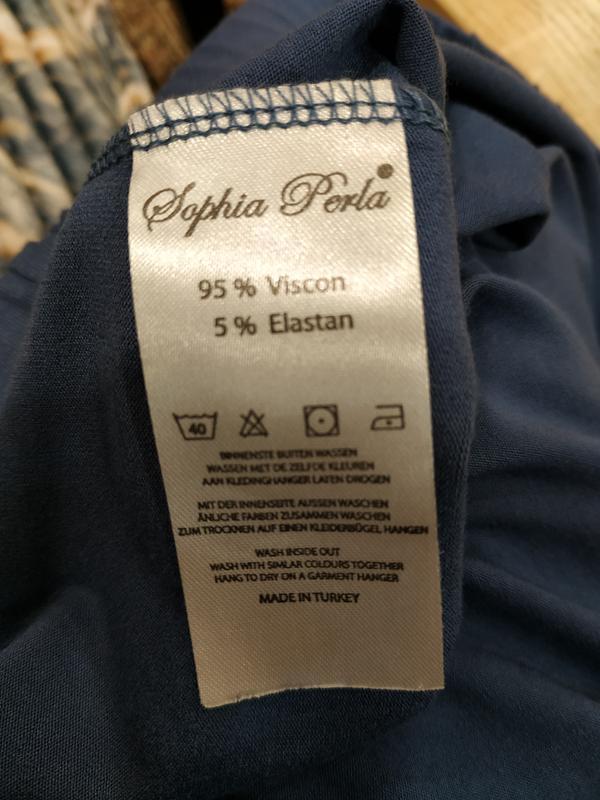 Sophia Perla®
95 % Viscon
5 % Elastan
40
BINNENSTE BUITEN WASSEN
WASSEN MET DE ZELFDE KLEUREN
AAN KLEDINGHANGER LATEN DROGEN
MIT DER INNENSEITE AUSSEN WASCHEN
ÄNLICHE FARBEN ZUSAMMEN WASCHEN
ZUM TROCKNEN AUF EINEN KLEIDERBÜGEL HANGEN
WASH INSIDE OUT
WASH WITH SIMILAR COLOURS TOGETHER
HANG TO DRY ON A GARMENT HANGER
MADE IN TURKEY